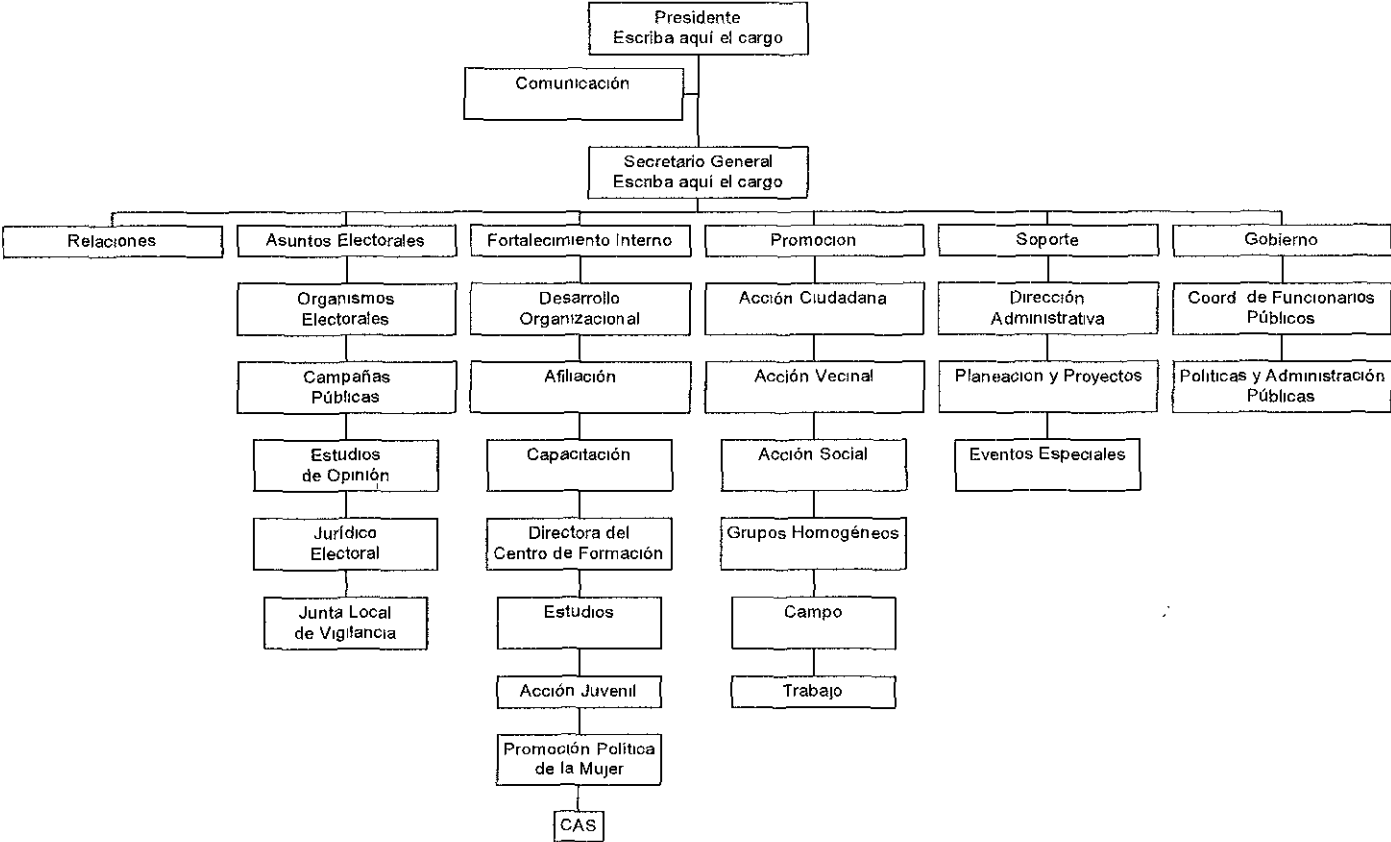 Presidente
Escriba aquí el cargo
Comunicación
Secretario General
Escriba aquí el cargo
Relaciones
Asuntos Electorales
Fortalecimiento Interno
Promocion
Soporte
Gobierno
Organismos
Electorales
Campañas
Públicas
Estudios
de Opinión
Jurídico
Electoral
Junta Local
de Vigilancia
Desarrollo
Organizacional
Afiliación
Capacitación
Directora del
Centro de Formación
Estudios
Acción Juvenil
Promoción Política
de la Mujer
CAS
Acción Ciudadana
Acción Vecinal
Acción Social
Grupos Homogéneos
Campo
Trabajo
Dirección
Administrativa
Planeacion y Proyectos
Eventos Especiales
Coord de Funcionarios
Públicos
Politicas y Administración
Públicas